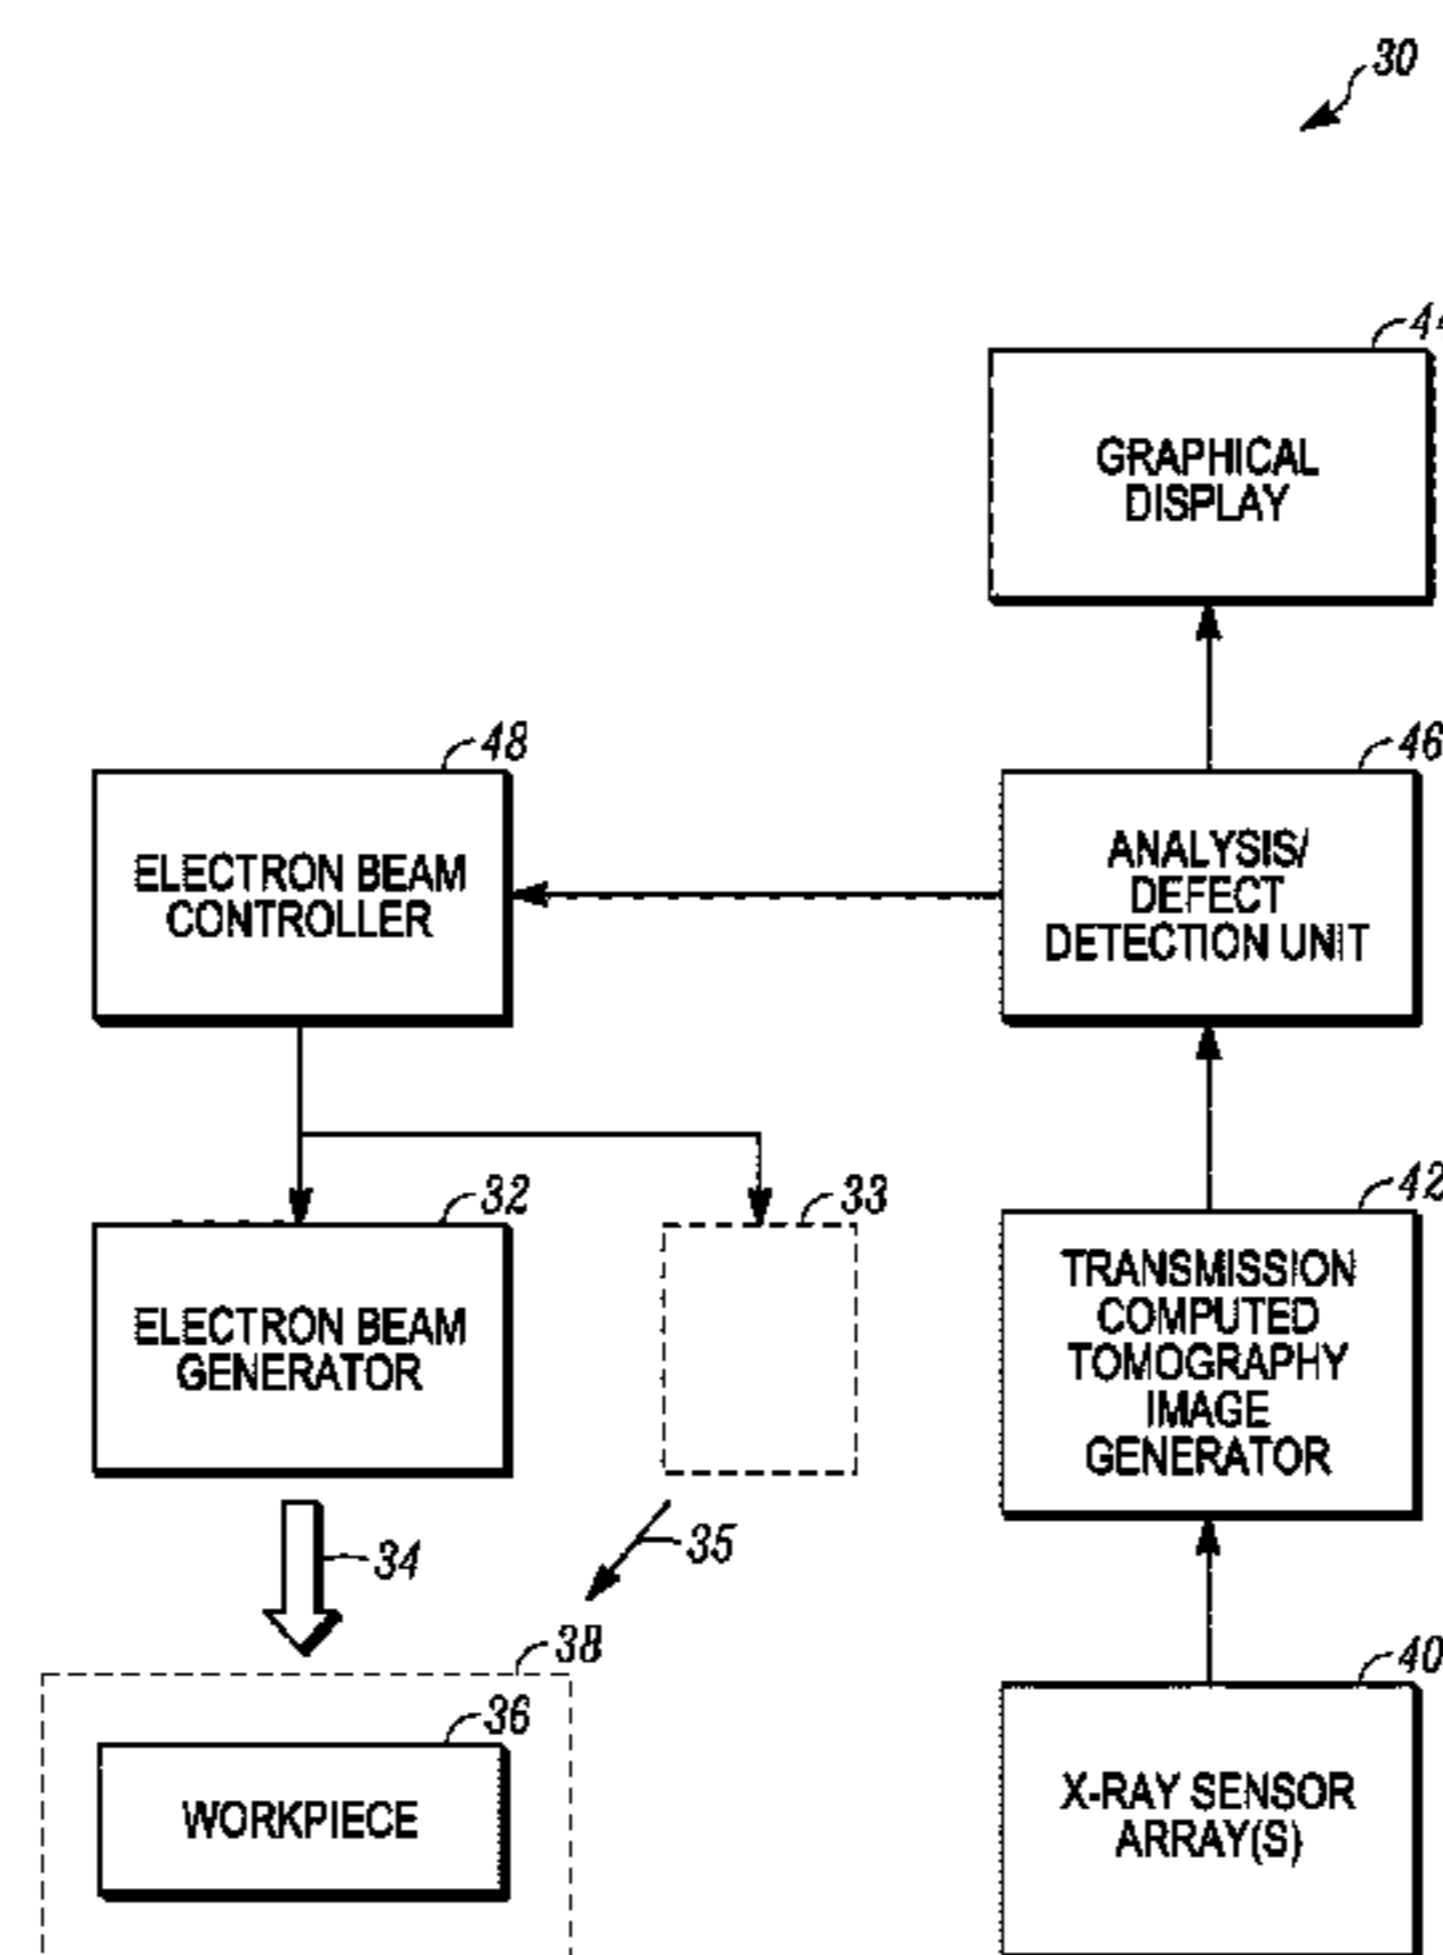 30
44
GRAPHICAL
DISPLAY
48
46
ELECTRON BEAM
CONTROLLER
ANALYSIS/
DEFECT
DETECTION UNIT
32
33
42
ELECTRON BEAM
GENERATOR
TRANSMISSION
COMPUTED
TOMOGRAPHY
IMAGE
GENERATOR
34
35
38
40
36
WORKPIECE
X-RAY SENSOR
ARRAY(S)